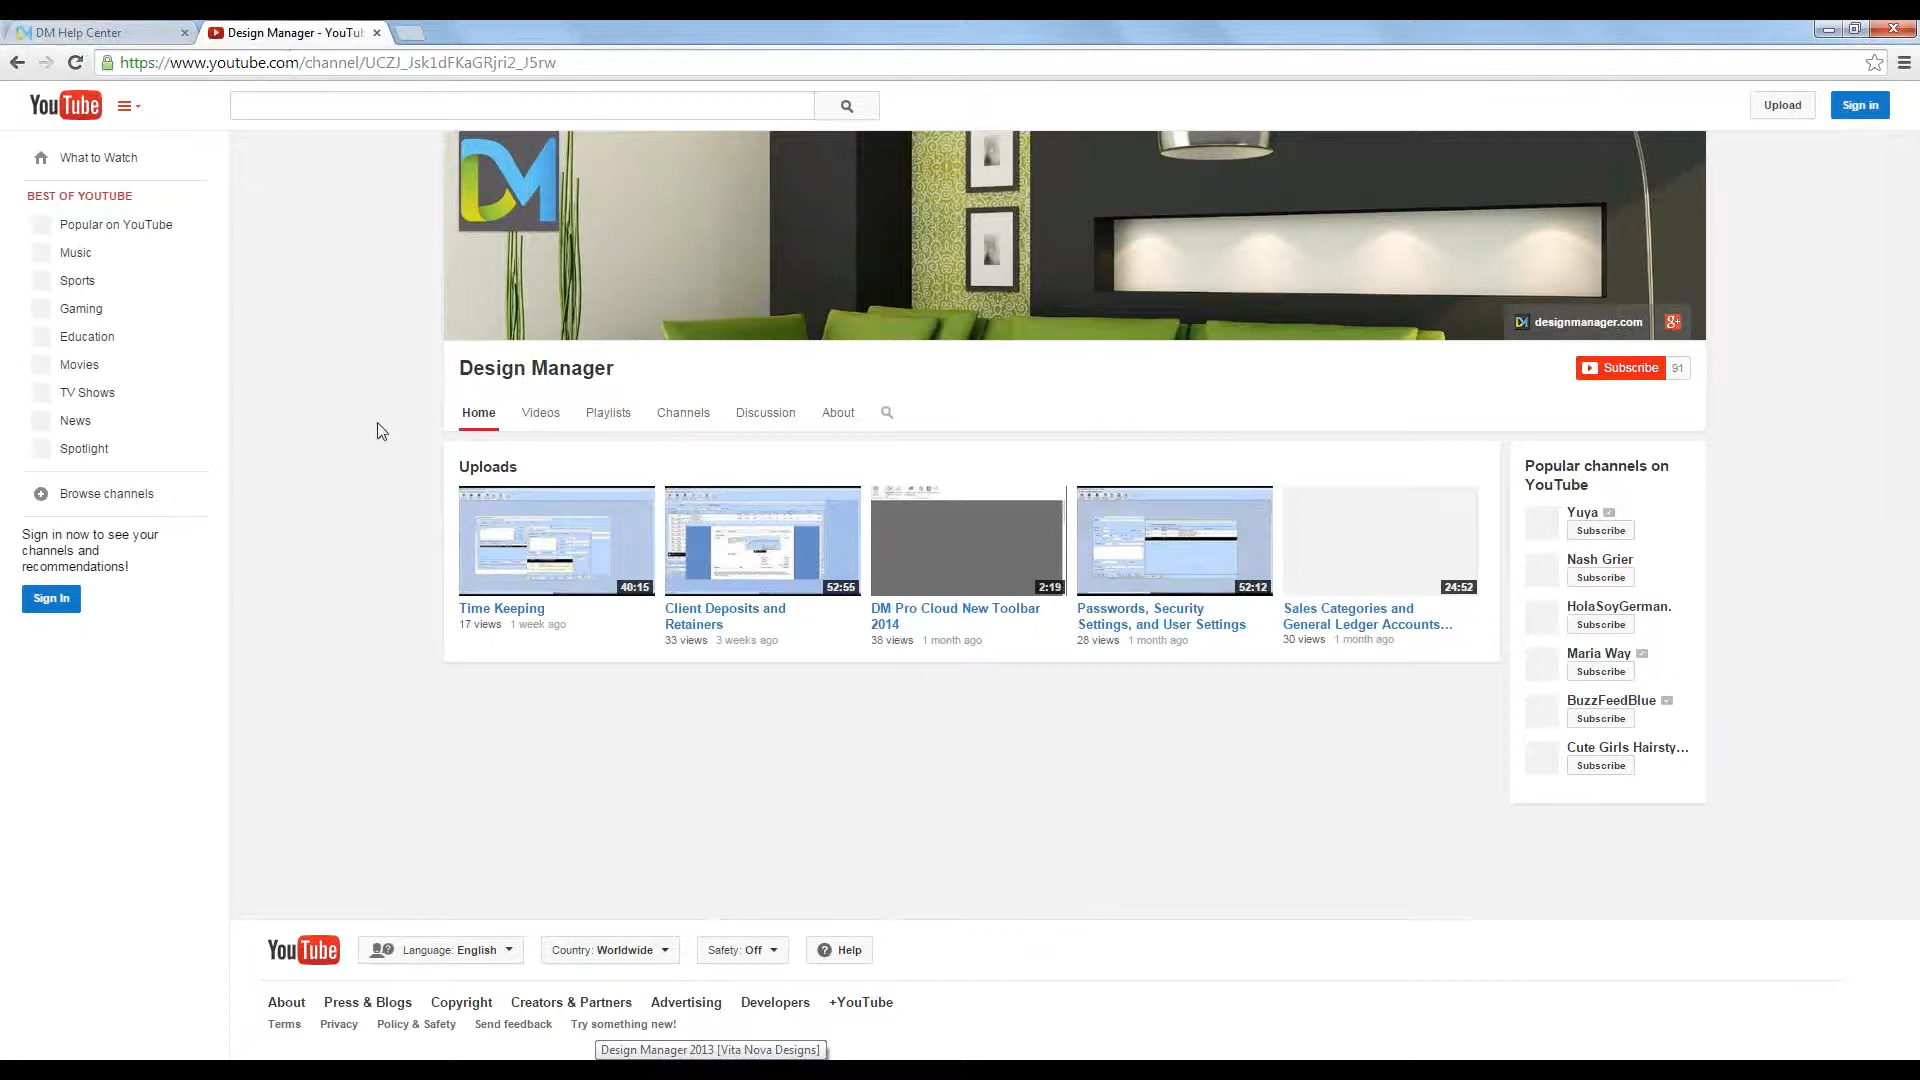 DM Help Center
Design Manager - YouTub
https://www.youtube.com/channel/UCZJ_Jsk1dFKaGRjri2_J5rw
YouTube
Upload
Sign in
What to Watch
BEST OF YOUTUBE
Popular on YouTube
Music
Sports
Gaming
Education
Movies
TV Shows
News
Spotlight
Browse channels
Sign in now to see your
channels and
recommendations!
Sign In
DM
designmanager.com
g+
Design Manager
Subscribe 91
Home Videos Playlists Channels Discussion About
Uploads
40:15
Time Keeping
17 views 1 week ago
52:55
Client Deposits and
Retainers
33 views 3 weeks ago
2:19
DM Pro Cloud New Toolbar
2014
38 views 1 month ago
52:12
Passwords, Security
Settings, and User Settings
28 views 1 month ago
24:52
Sales Categories and
General Ledger Accounts...
30 views 1 month ago
Popular channels on
YouTube
Yuya
Subscribe
Nash Grier
Subscribe
HolaSoyGerman.
Subscribe
Maria Way
Subscribe
BuzzFeedBlue
Subscribe
Cute Girls Hairsty...
Subscribe
YouTube
Language: English
Country: Worldwide
Safety: Off
Help
About Press & Blogs Copyright Creators & Partners Advertising Developers +YouTube
Terms Privacy Policy & Safety Send feedback Try something new!
Design Manager 2013 [Vita Nova Designs]